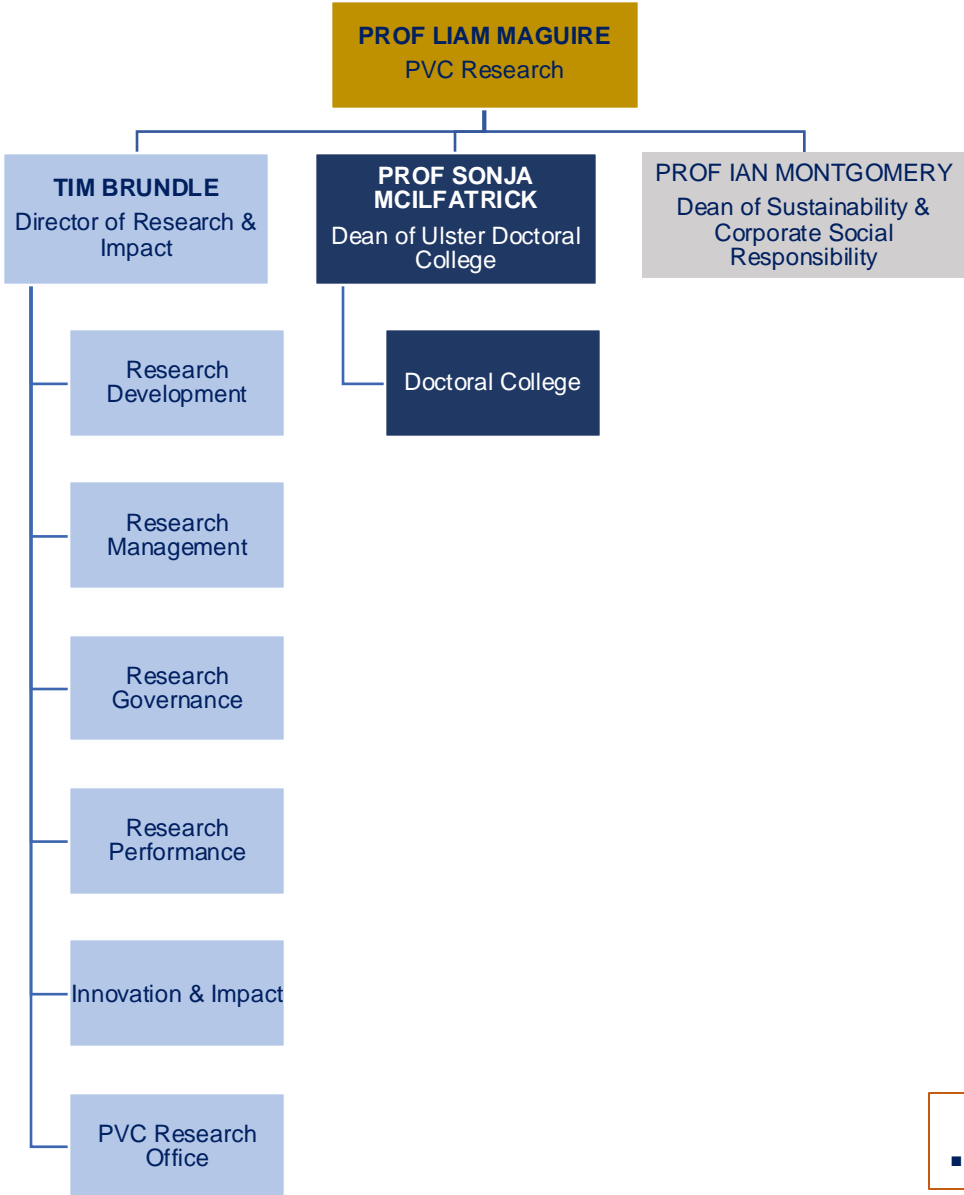 PROF LIAM MAGUIRE
PVC Research
TIM BRUNDLE
Director of Research &
Impact
PROF SONJA
MCILFATRICK
Dean of Ulster Doctoral
College
PROF IAN MONTGOMERY
Dean of Sustainability &
Corporate Social
Responsibility
Research
Development
Doctoral College
Research
Management
Research
Governance
Research
Performance
Innovation & Impact
PVC Research
Office